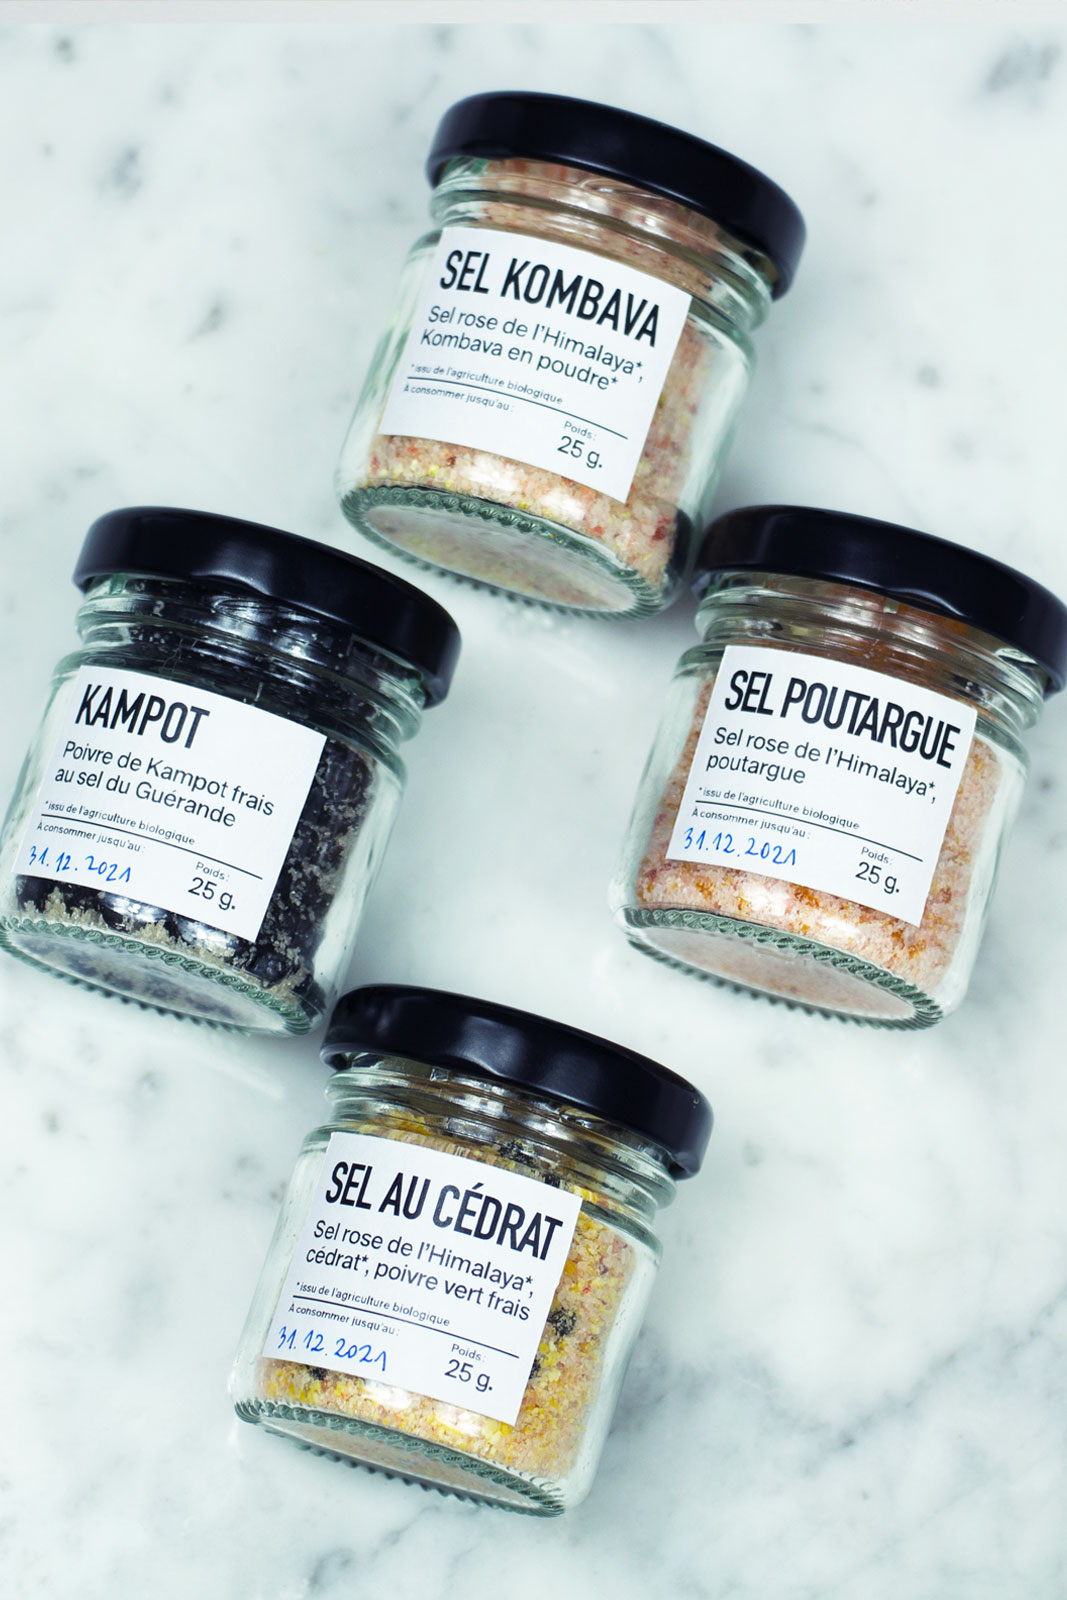 SEL KOMBAVA
Sel rose de l'Himalaya*,
Kombava en poudre*
*issu de l'agriculture biologique
À consommer jusqu'au :
Poids :
25 g.
KAMPOT
Poivre de Kampot frais
au sel du Guérande
*issu de l'agriculture biologique
À consommer jusqu'au :
31.12.2021
Poids :
25 g.
SEL POUTARGUE
Sel rose de l'Himalaya*,
poutargue
*issu de l'agriculture biologique
À consommer jusqu'au :
31.12.2021
Poids :
25 g.
SEL AU CÉDRAT
Sel rose de l'Himalaya*,
cédrat*, poivre vert frais
*issu de l'agriculture biologique
À consommer jusqu'au :
31.12.2021
Poids :
25 g.